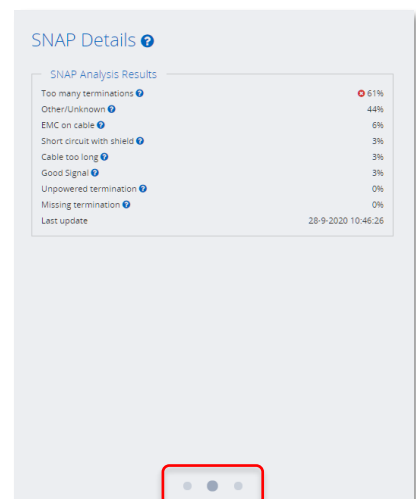 SNAP Details ?
SNAP Analysis Results
Too many terminations ? 61%
Other/Unknown ? 44%
EMC on cable ? 6%
Short circuit with shield ? 3%
Cable too long ? 3%
Good Signal ? 3%
Unpowered termination ? 0%
Missing termination ? 0%
Last update 28-9-2020 10:46:26